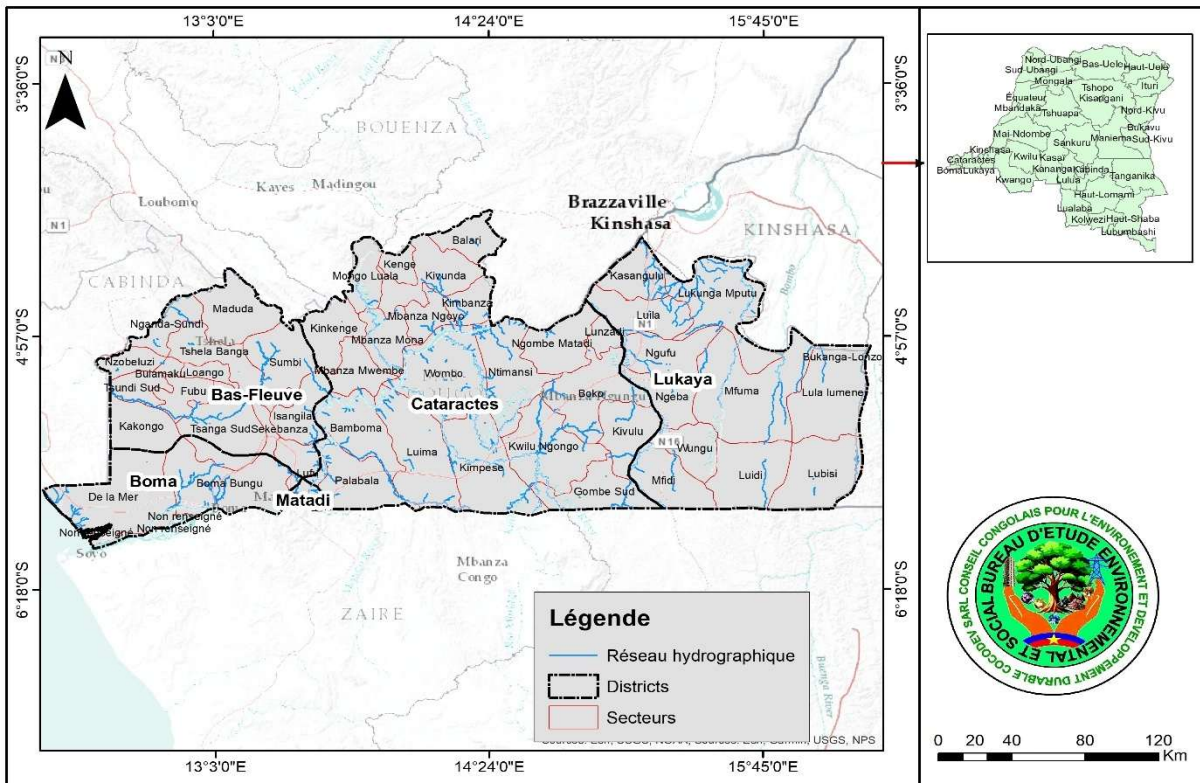 13°3'0"E
14°24'0"E
15°45'0"E
3°36'0"S
4°57'0"S
6°18'0"S
3°36'0"S
4°57'0"S
6°18'0"S
N
BOUENZA
Kayes
Madingou
Loubomo
N1
Brazzaville
Kinshasa
KINSHASA
CABINDA
Balari
Kenge
Mongo Luala
Kivunda
Kimbanza
Mbanza Ngoyo
Kinkenge
Mbanza Mona
Kasangulu
Lukunga Mputu
Luila
N1
Lunzadi
Ngombe Matadi
Maduda
Nganda-Sundi
Tshela
Nzobeluzi
Tshela Banga
Sumbi
Bulamaku
Loango
Tsundi Sud
Fubu
Bas-Fleuve
Mbanza Mwembe
Wombo
Ntimansi
Ngufu
Bukanga-Lonzo
Lukaya
Ngeba
Mfuma
Lula lumene
Boko
Mbanza Ngungu
Cataractes
Isangila
Kakongo
Tsanga Sud
Sekebanza
Bamboma
Luima
Kwilu Ngongo
Kivulu
N16
Wungu
Kimpese
Mfidi
Luidi
Lubisi
Boma
De la Mer
Boma Bungu
Lufu
Matadi
Palabala
Gombe Sud
Non renseigné
Non renseigné
Non renseigné
Soyo
Mbanza
Congo
ZAIRE
Légende
Réseau hydrographique
Districts
Secteurs
13°3'0"E
14°24'0"E
15°45'0"E
Nord-Ubangi
Bas-Uele
Haut-Uele
Sud-Ubangi
Mongala
Ituri
Tshopo
Kisangani
Équateur
Mbandaka
Tshuapa
Nord-Kivu
Bukavu
Sud-Kivu
Mai-Ndombe
Maniema
Sankuru
Kinshasa
Cataractes
Boma
Lukaya
Kwilu
Kasai
Kananga
Kabinda
Tanganika
Kwango
Lulua
Haut-Lomami
Lualaba
Kolwezi
Haut-Shaba
Lubumbashi
COCODEV SARL CONSEIL CONGOLAIS POUR L'ENVIRONEMENT ET DEVELOPPEMENT DURABLE
BUREAU D'ETUDE ENVIRONNEMENTAL ET SOCIAL
0 20 40 80 120
Km